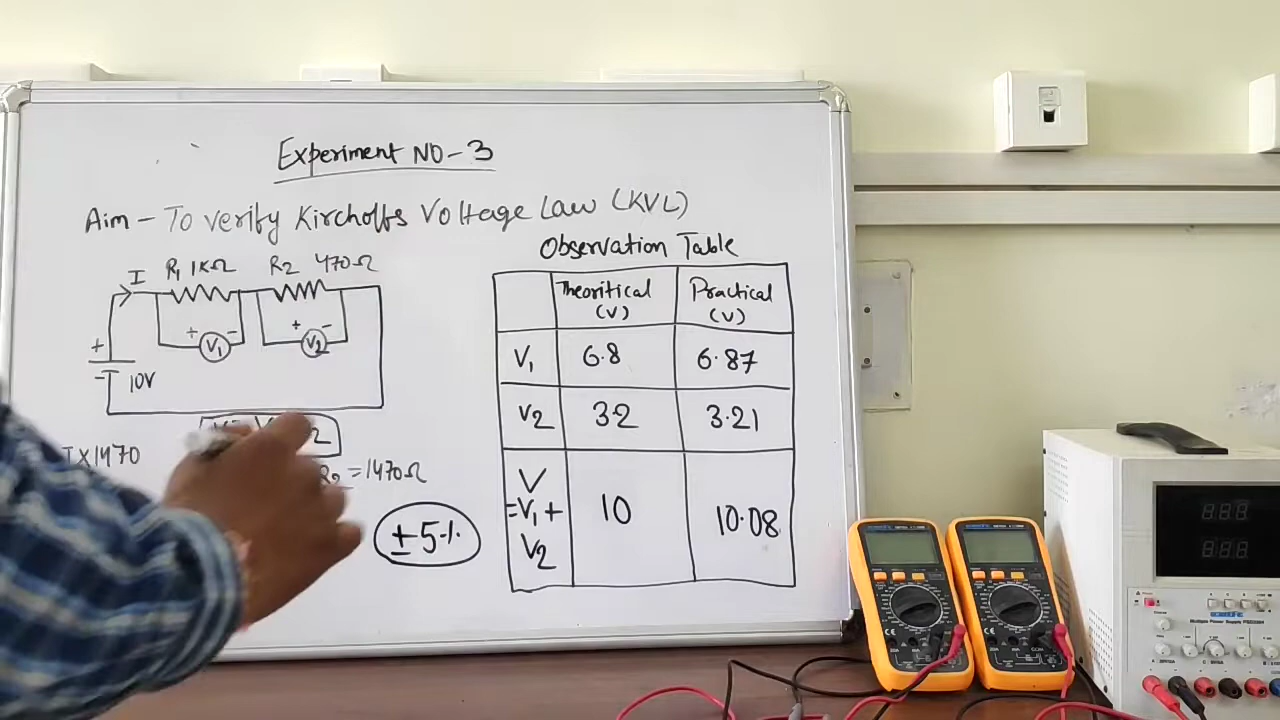 Experiment NO-3
Aim - To verify Kirchoffs Voltage Law (KVL)
Observation Table
I R1 1KΩ R2 470Ω
+ - + -
V1 V2
+
- 10V
I×1470
=1470Ω
±5%
Theoritical (V) Practical (V)
V1 6.8 6.87
V2 3.2 3.21
V =V1+ V2 10 10.08